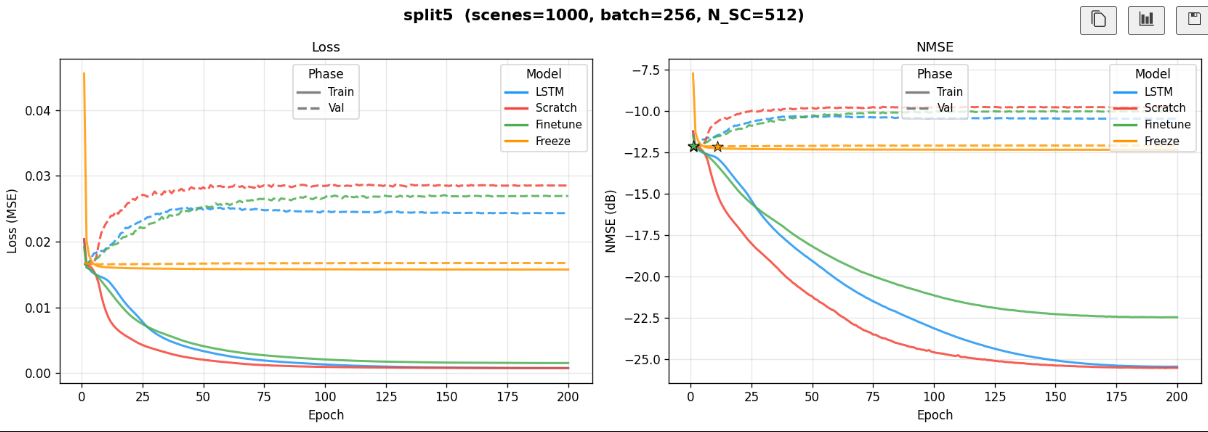 split5 (scenes=1000, batch=256, N_SC=512)
Loss
Loss (MSE)
0.04
0.03
0.02
0.01
0.00
0 25 50 75 100 125 150 175 200
Epoch
Phase
Train
Val
Model
LSTM
Scratch
Finetune
Freeze
NMSE
NMSE (dB)
−7.5
−10.0
−12.5
−15.0
−17.5
−20.0
−22.5
−25.0
0 25 50 75 100 125 150 175 200
Epoch
Phase
Train
Val
Model
LSTM
Scratch
Finetune
Freeze